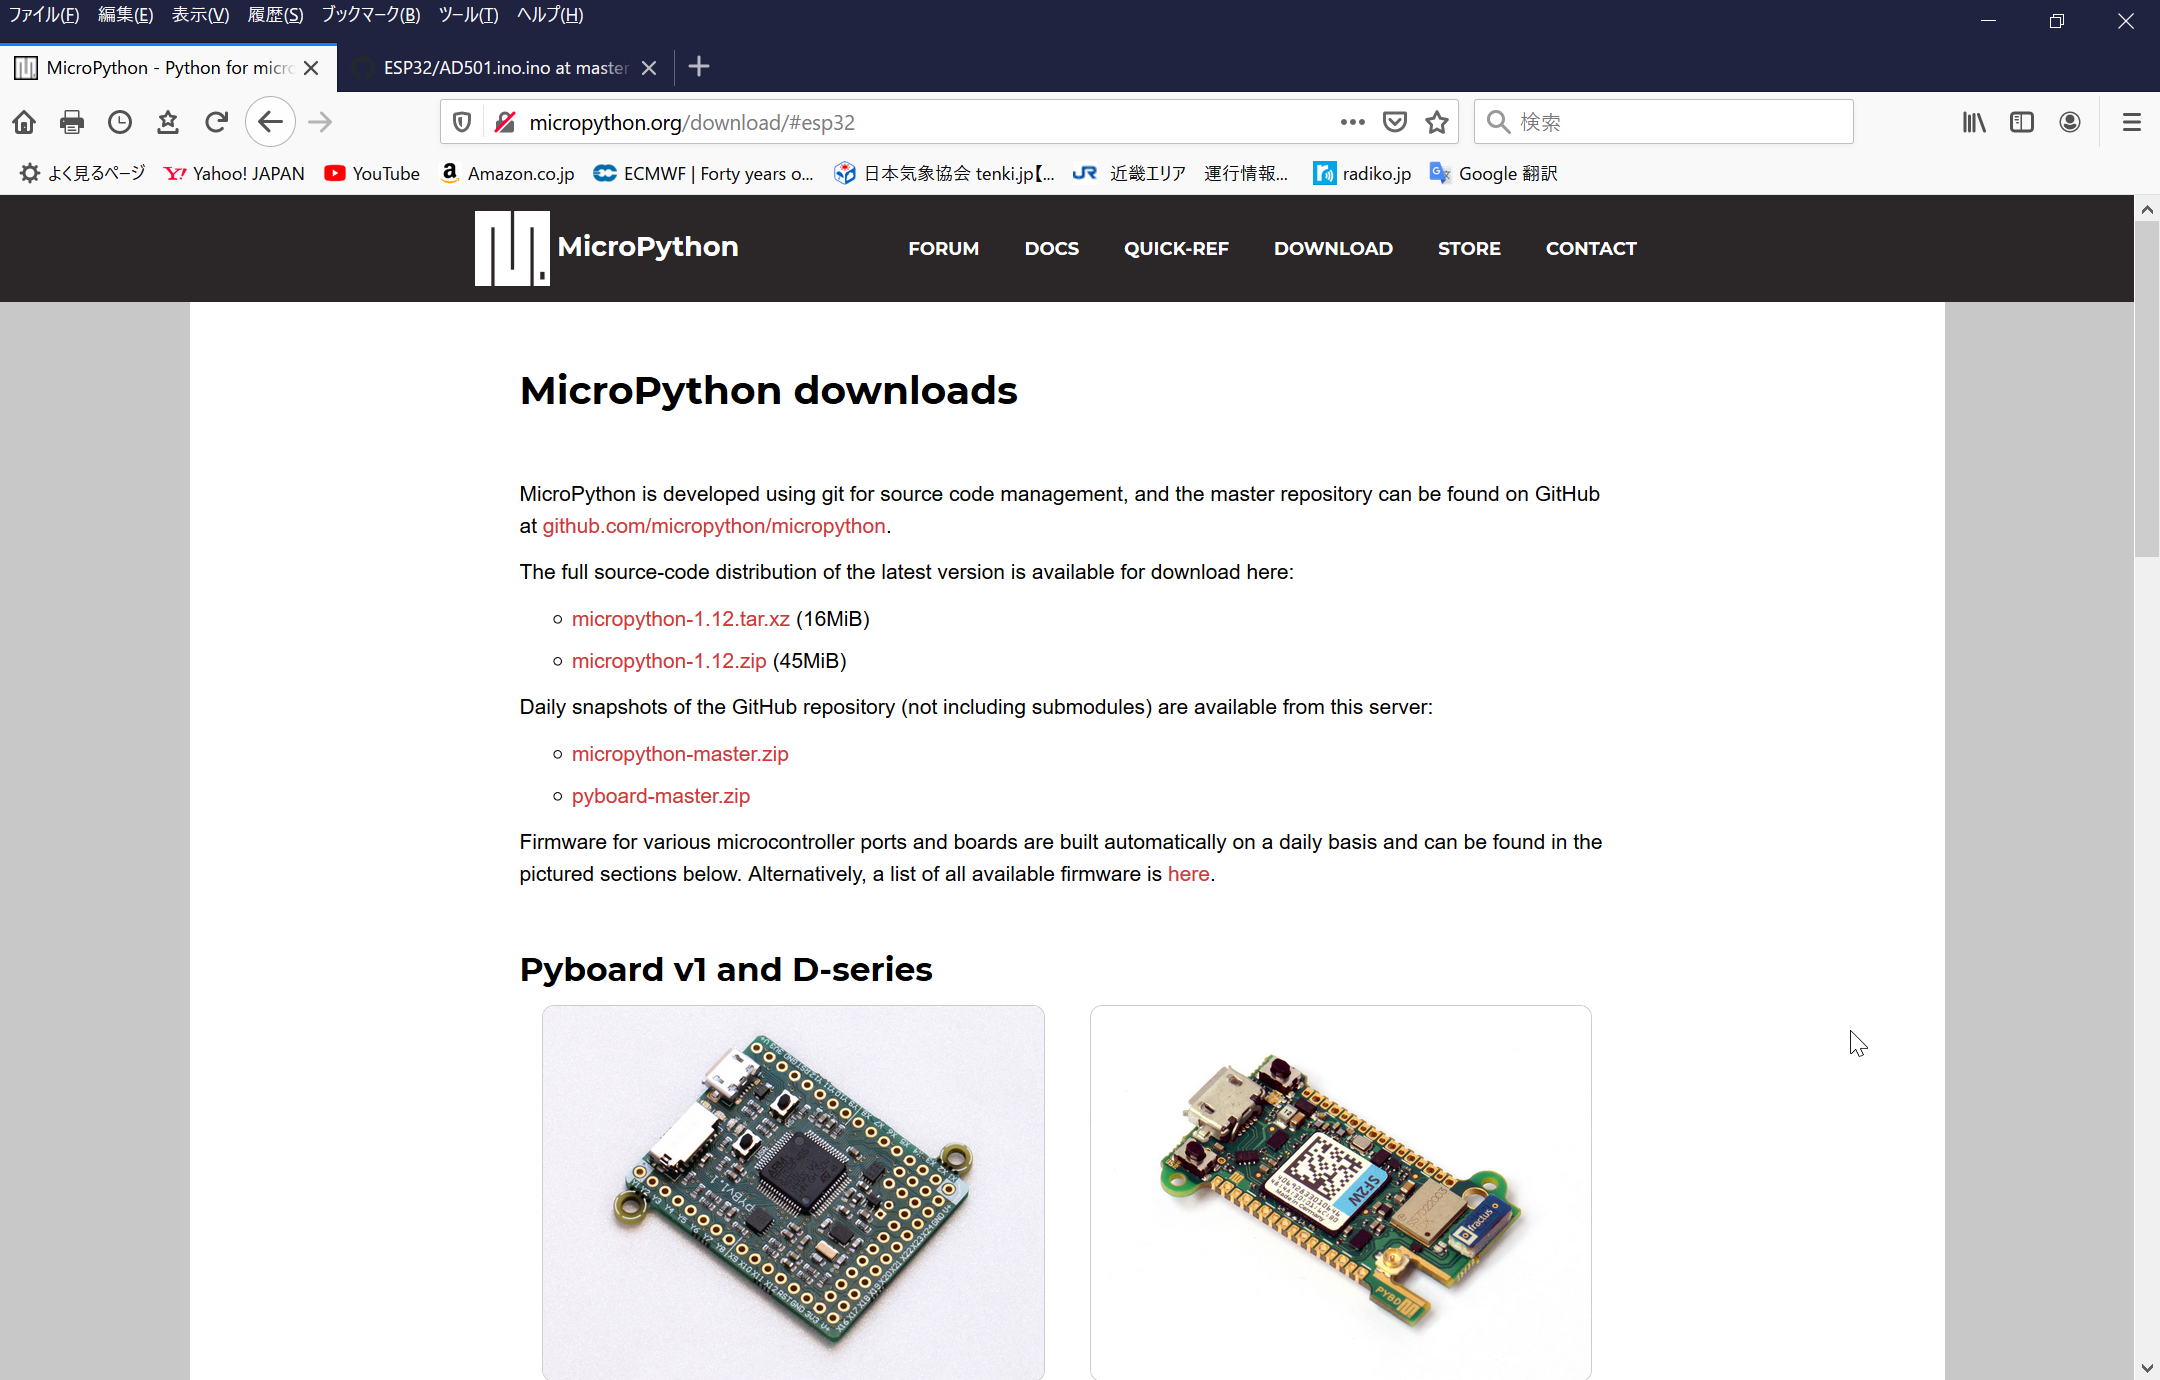 ファイル(F) 編集(E) 表示(V) 履歴(S) ブックマーク(B) ツール(T) ヘルプ(H)
MicroPython - Python for micro
ESP32/AD501.ino.ino at master
micropython.org/download/#esp32
検索
よく見るページ Yahoo! JAPAN YouTube Amazon.co.jp ECMWF | Forty years o... 日本気象協会 tenki.jp【... JR 近畿エリア 運行情報... radiko.jp Google 翻訳
MicroPython FORUM DOCS QUICK-REF DOWNLOAD STORE CONTACT
MicroPython downloads
MicroPython is developed using git for source code management, and the master repository can be found on GitHub
at github.com/micropython/micropython.
The full source-code distribution of the latest version is available for download here:
micropython-1.12.tar.xz (16MiB)
micropython-1.12.zip (45MiB)
Daily snapshots of the GitHub repository (not including submodules) are available from this server:
micropython-master.zip
pyboard-master.zip
Firmware for various microcontroller ports and boards are built automatically on a daily basis and can be found in the
pictured sections below. Alternatively, a list of all available firmware is here.
Pyboard v1 and D-series
PYBv1.1
SF2W
Made in Germany
fractus
PYBD